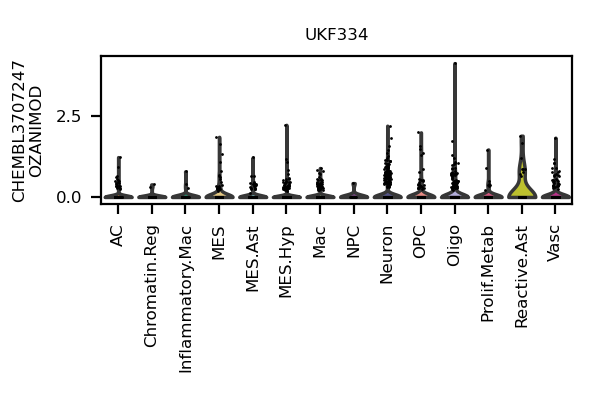 UKF334
CHEMBL3707247
OZANIMOD
2.5
0.0
AC
Chromatin.Reg
Inflammatory.Mac
MES
MES.Ast
MES.Hyp
Mac
NPC
Neuron
OPC
Oligo
Prolif.Metab
Reactive.Ast
Vasc